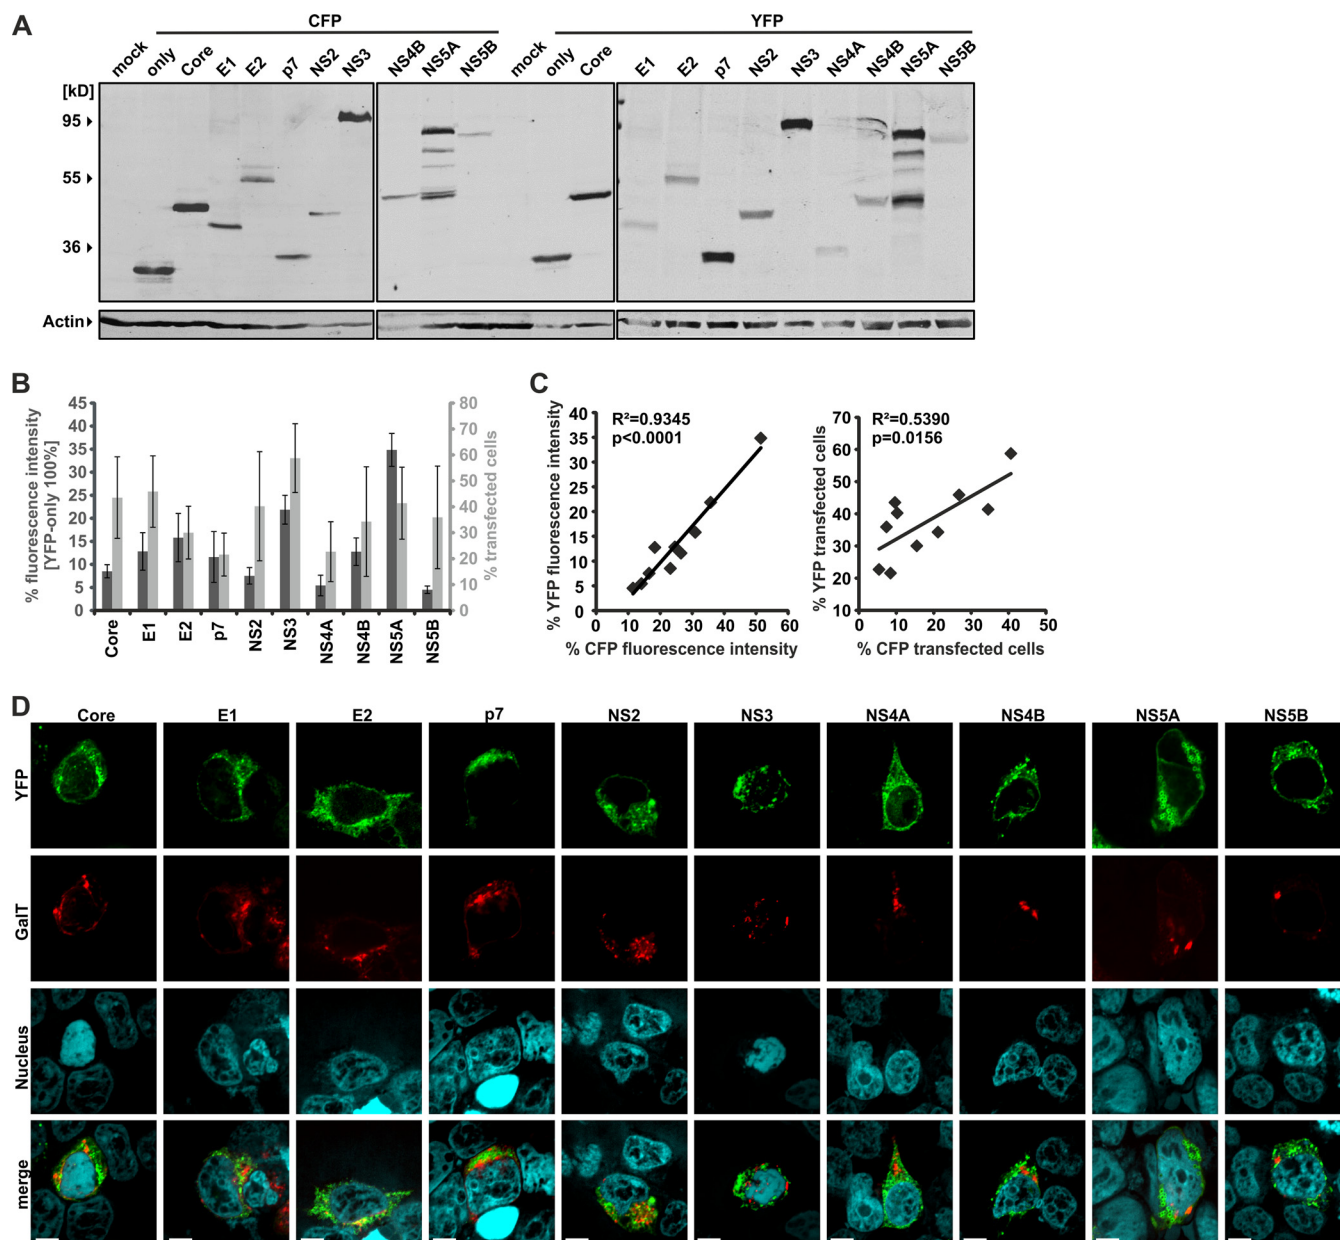 A
CFP
YFP
mock
only
Core
E1
E2
p7
NS2
NS3
NS4B
NS5A
NS5B
mock
only
Core
E1
E2
p7
NS2
NS3
NS4A
NS4B
NS5A
NS5B
[kD]
95
55
36
Actin
B
% fluorescence intensity
[YFP-only 100%]
45
40
35
30
25
20
15
10
5
0
80
70
60
50
40
30
20
10
0
% transfected cells
Core
E1
E2
p7
NS2
NS3
NS4A
NS4B
NS5A
NS5B
C
% YFP fluorescence intensity
40
35
30
25
20
15
10
5
0
R²=0.9345
p<0.0001
0 10 20 30 40 50 60
% CFP fluorescence intensity
% YFP transfected cells
70
60
50
40
30
20
10
R²=0.5390
p=0.0156
0 10 20 30 40 50
% CFP transfected cells
D
Core E1 E2 p7 NS2 NS3 NS4A NS4B NS5A NS5B
YFP
GalT
Nucleus
merge